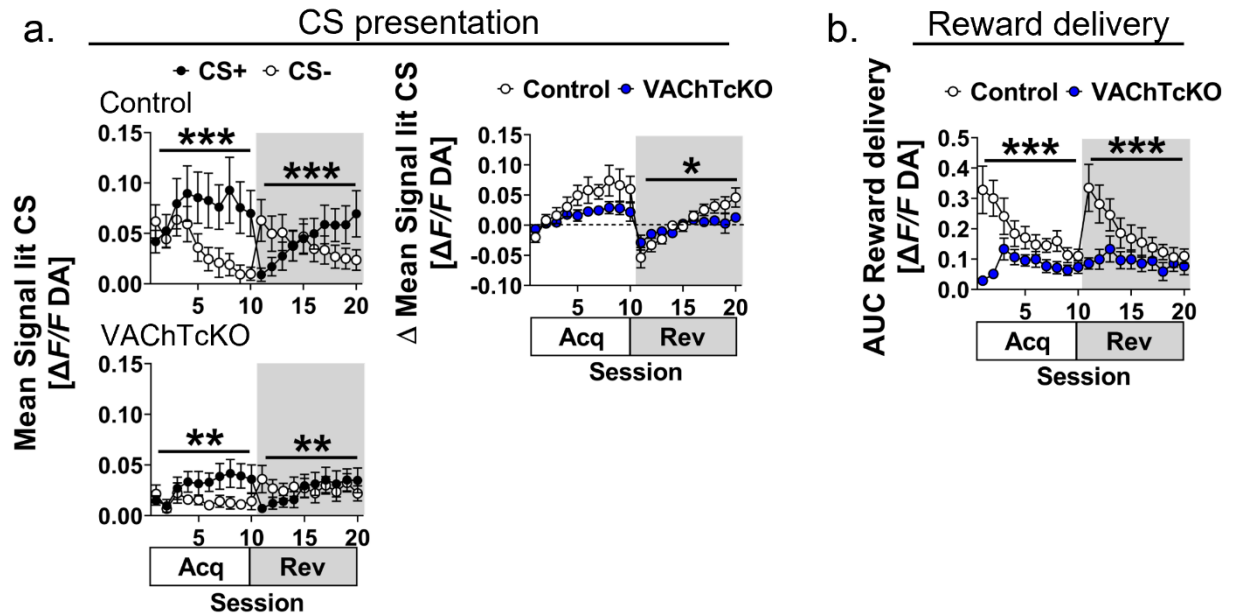 a.
CS presentation
CS+ CS-
Control
Mean Signal lit CS
[ΔF/F DA]
0.15
***
***
0.10
0.05
0.00
5 10 15 20
VAChTcKO
0.15
0.10
**
**
0.05
0.00
5 10 15 20
Acq Rev
Session
Control VAChTcKO
Δ Mean Signal lit CS
[ΔF/F DA]
0.15
0.10
*
0.05
0.00
-0.05
-0.10
5 10 15 20
Acq Rev
Session
b.
Reward delivery
Control VAChTcKO
AUC Reward delivery
[ΔF/F DA]
0.5
***
***
0.4
0.3
0.2
0.1
0.0
5 10 15 20
Acq Rev
Session